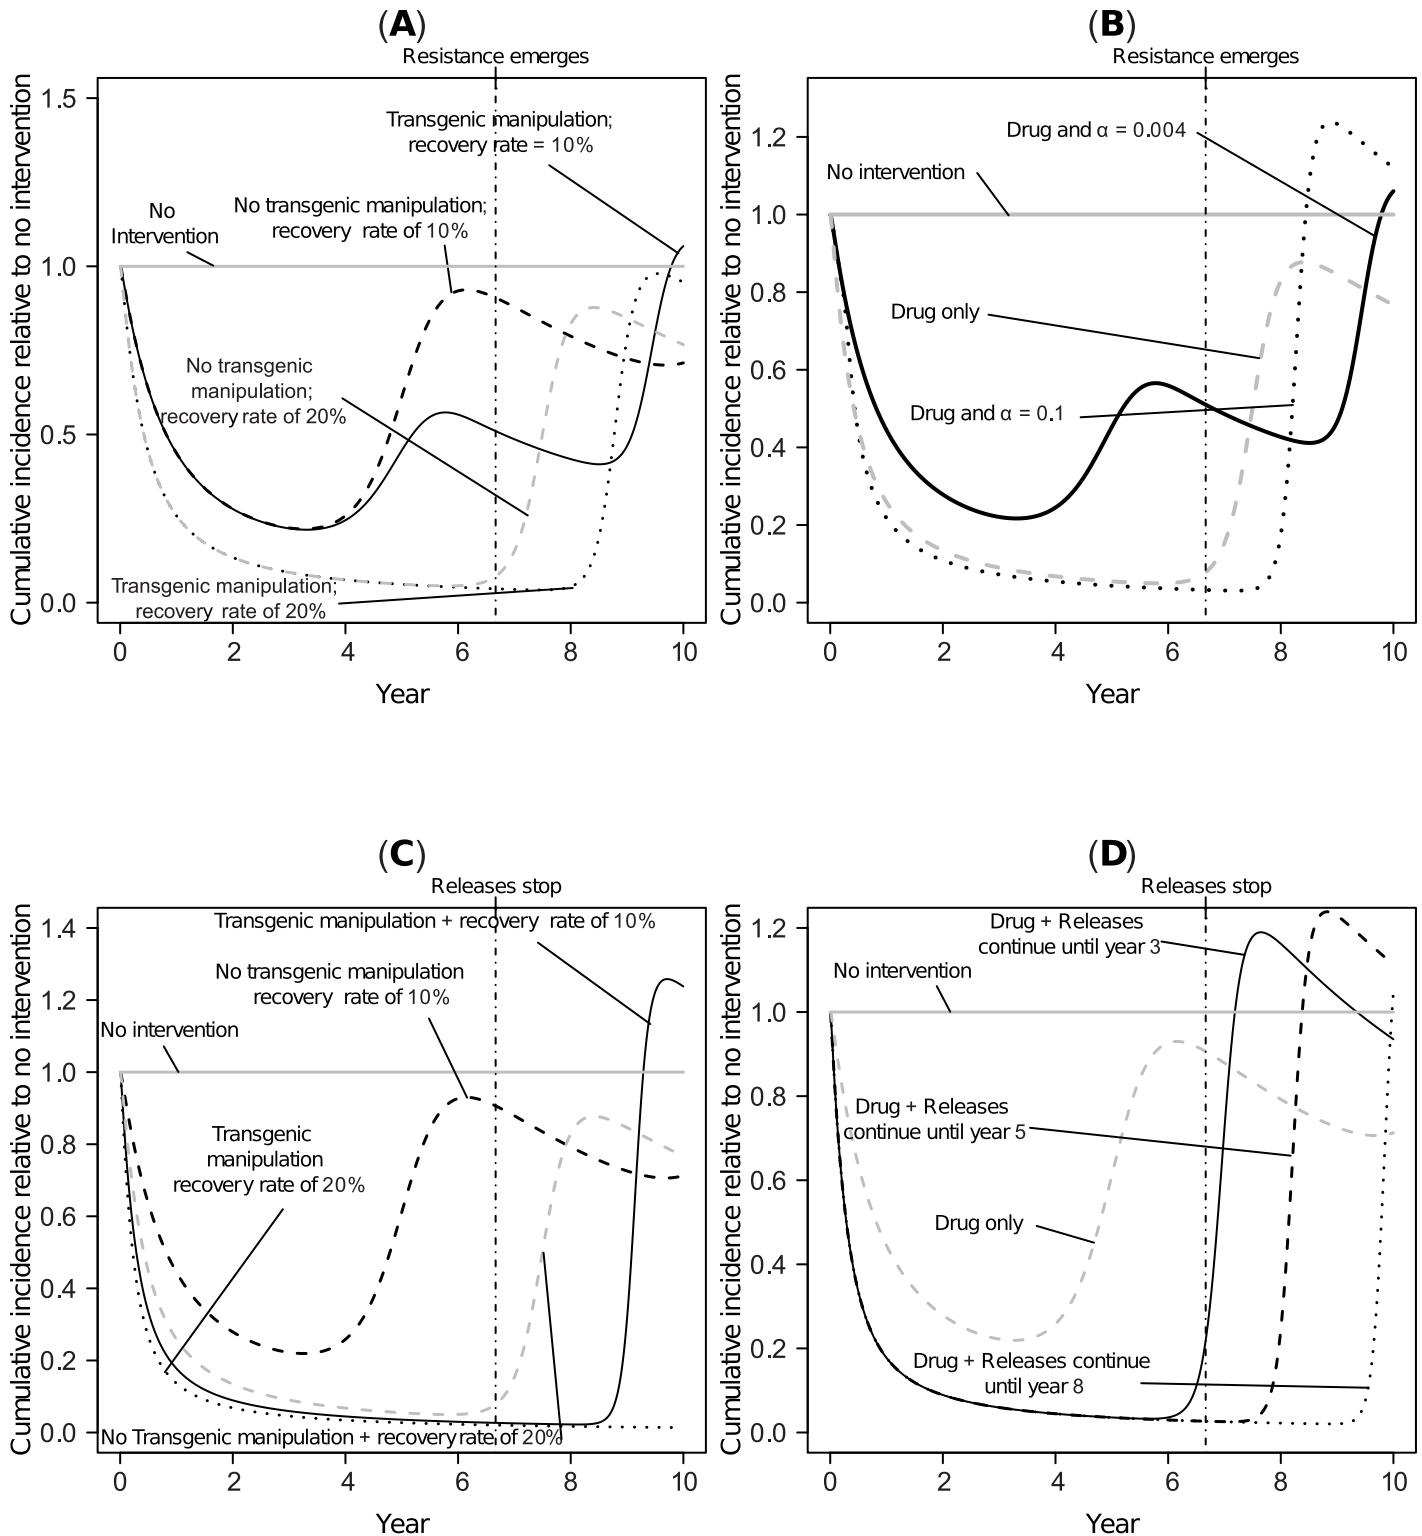 (A)
Resistance emerges
Cumulative incidence relative to no intervention
1.5
1.0
0.5
0.0
Transgenic manipulation;
recovery rate = 10%
No transgenic manipulation;
recovery rate of 10%
No
Intervention
No transgenic
manipulation;
recovery rate of 20%
Transgenic manipulation;
recovery rate of 20%
0 2 4 6 8 10
Year
(B)
Resistance emerges
Cumulative incidence relative to no intervention
1.2
1.0
0.8
0.6
0.4
0.2
0.0
Drug and α = 0.004
No intervention
Drug only
Drug and α = 0.1
0 2 4 6 8 10
Year
(C)
Releases stop
Cumulative incidence relative to no intervention
1.4
1.2
1.0
0.8
0.6
0.4
0.2
0.0
Transgenic manipulation + recovery rate of 10%
No transgenic manipulation
recovery rate of 10%
No intervention
Transgenic
manipulation
recovery rate of 20%
No Transgenic manipulation + recovery rate of 20%
0 2 4 6 8 10
Year
(D)
Releases stop
Cumulative incidence relative to no intervention
1.2
1.0
0.8
0.6
0.4
0.2
0.0
Drug + Releases
continue until year 3
No intervention
Drug + Releases
continue until year 5
Drug only
Drug + Releases continue
until year 8
0 2 4 6 8 10
Year